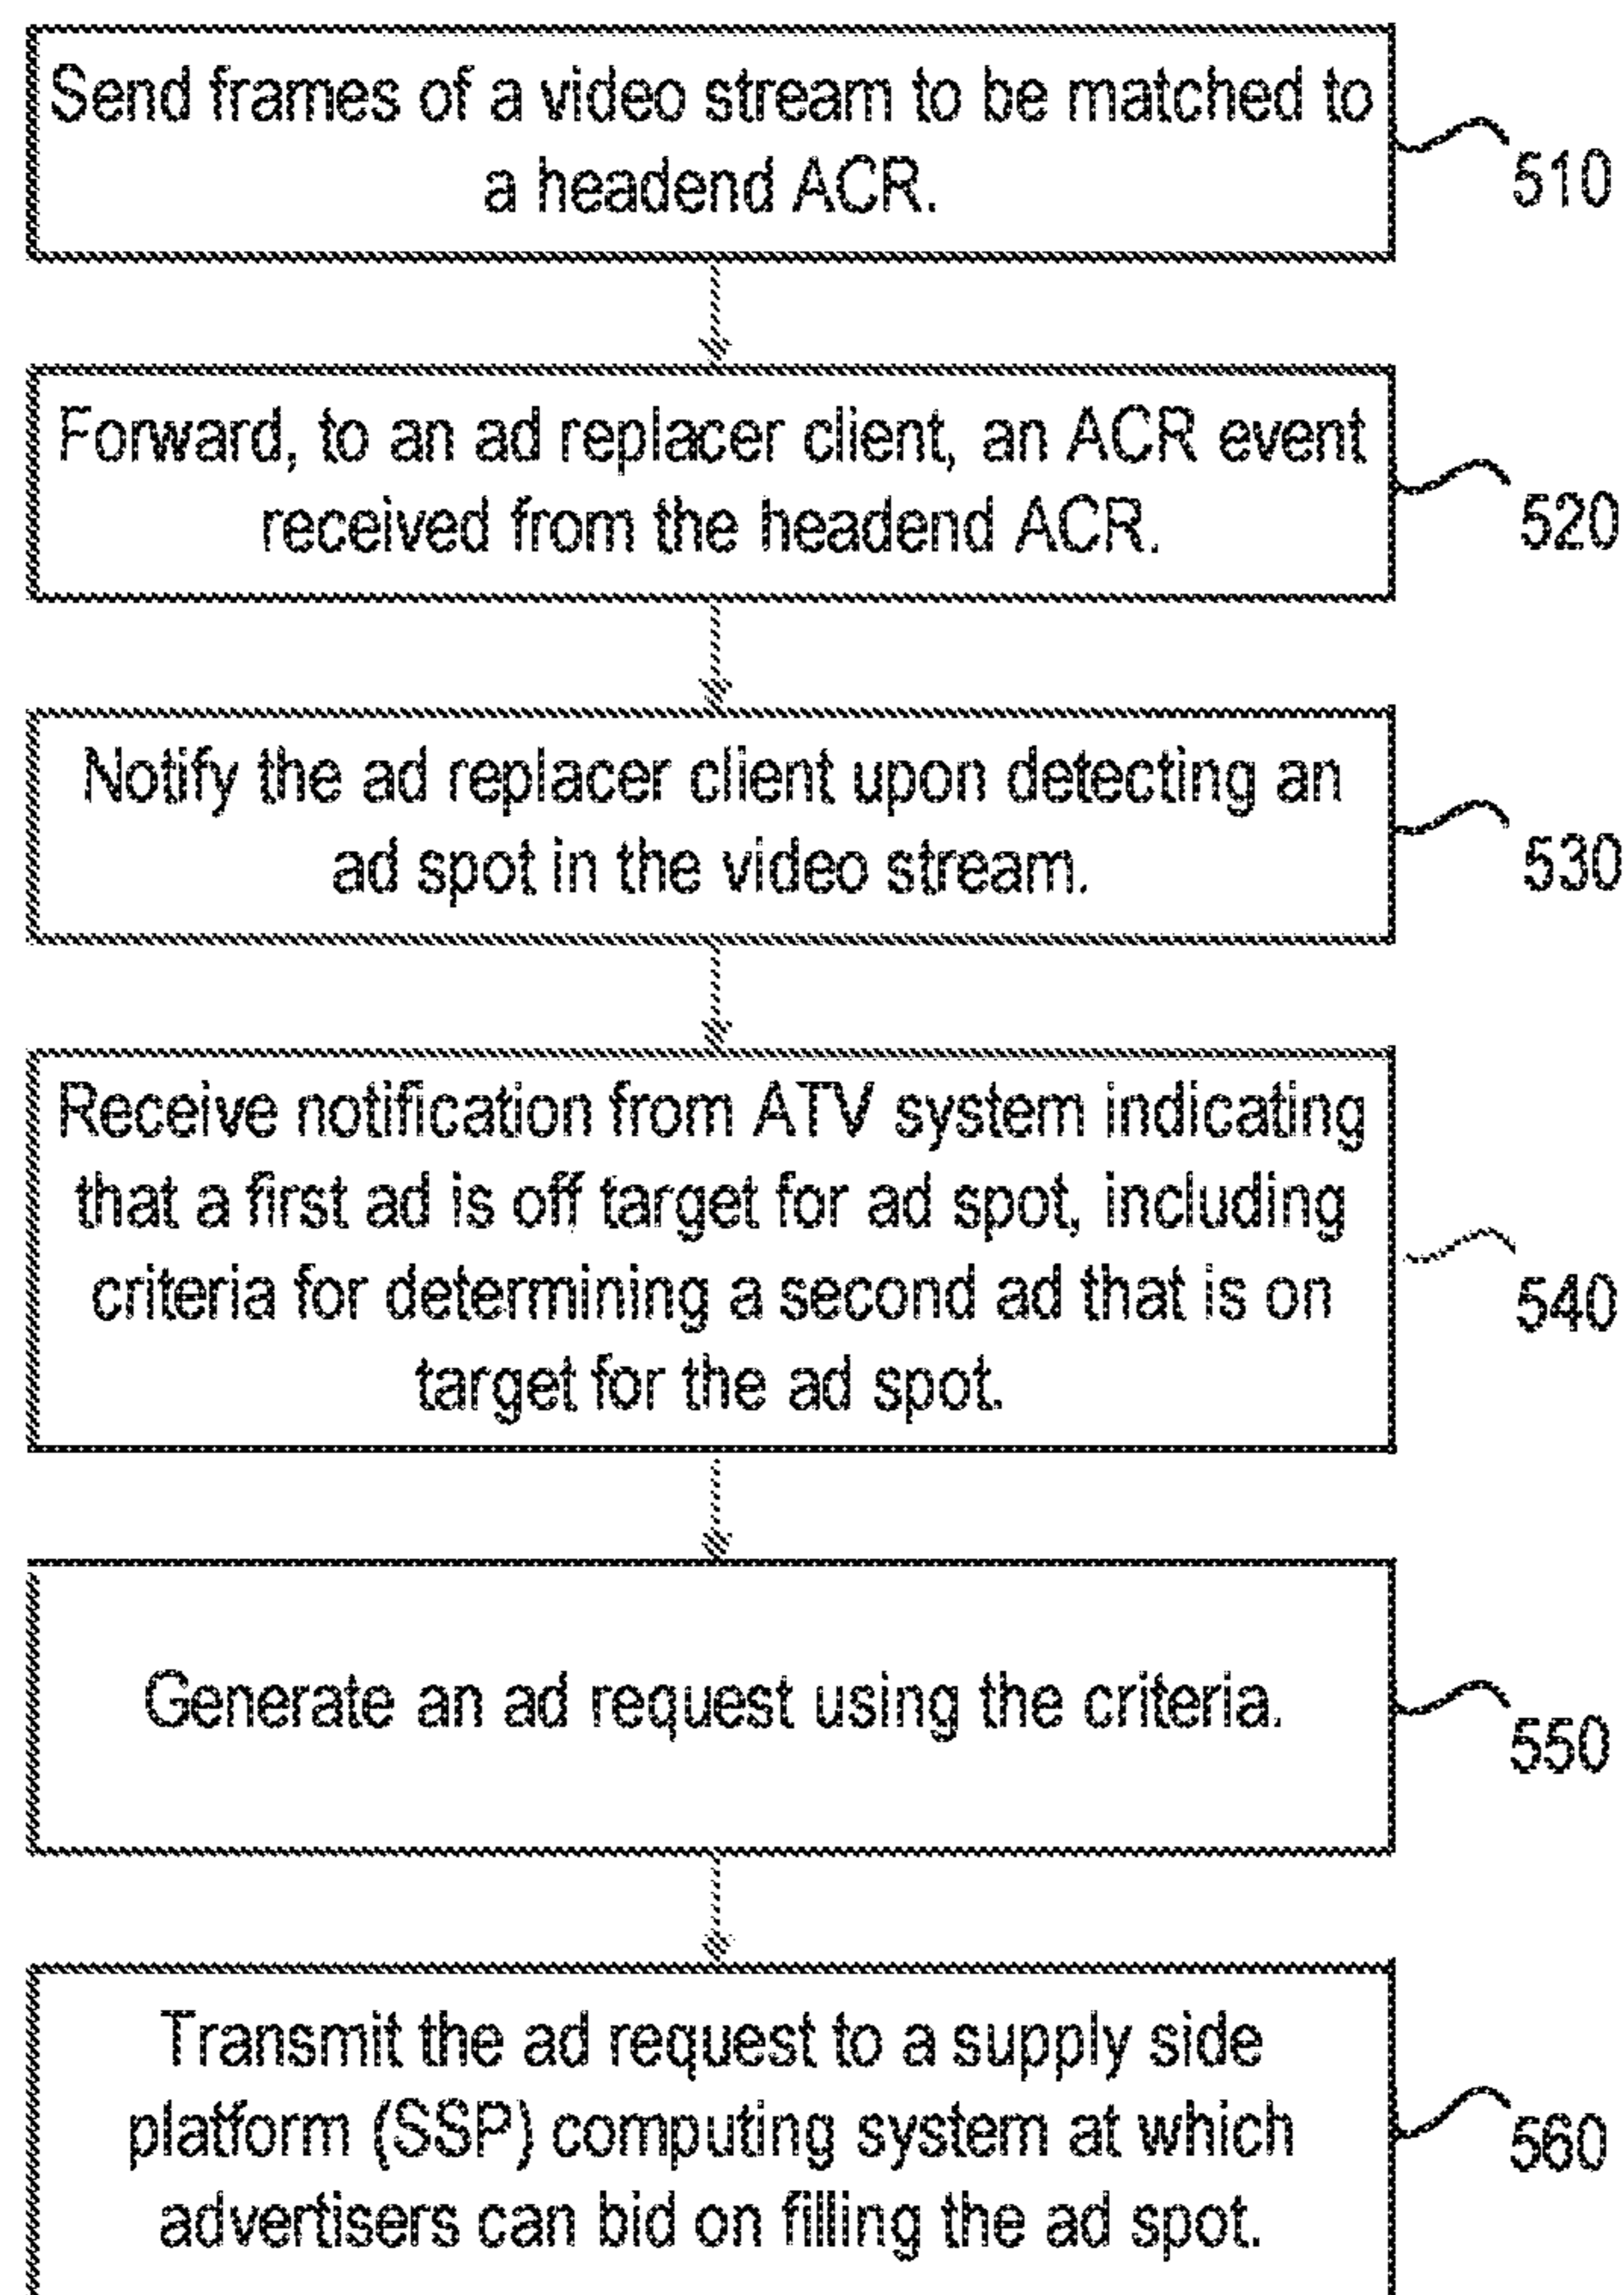 Send frames of a video stream to be matched to
a headend ACR.
510
Forward, to an ad replacer client, an ACR event
received from the headend ACR.
520
Notify the ad replacer client upon detecting an
ad spot in the video stream.
530
Receive notification from ATV system indicating
that a first ad is off target for ad spot, including
criteria for determining a second ad that is on
target for the ad spot.
540
Generate an ad request using the criteria.
550
Transmit the ad request to a supply side
platform (SSP) computing system at which
advertisers can bid on filling the ad spot.
560